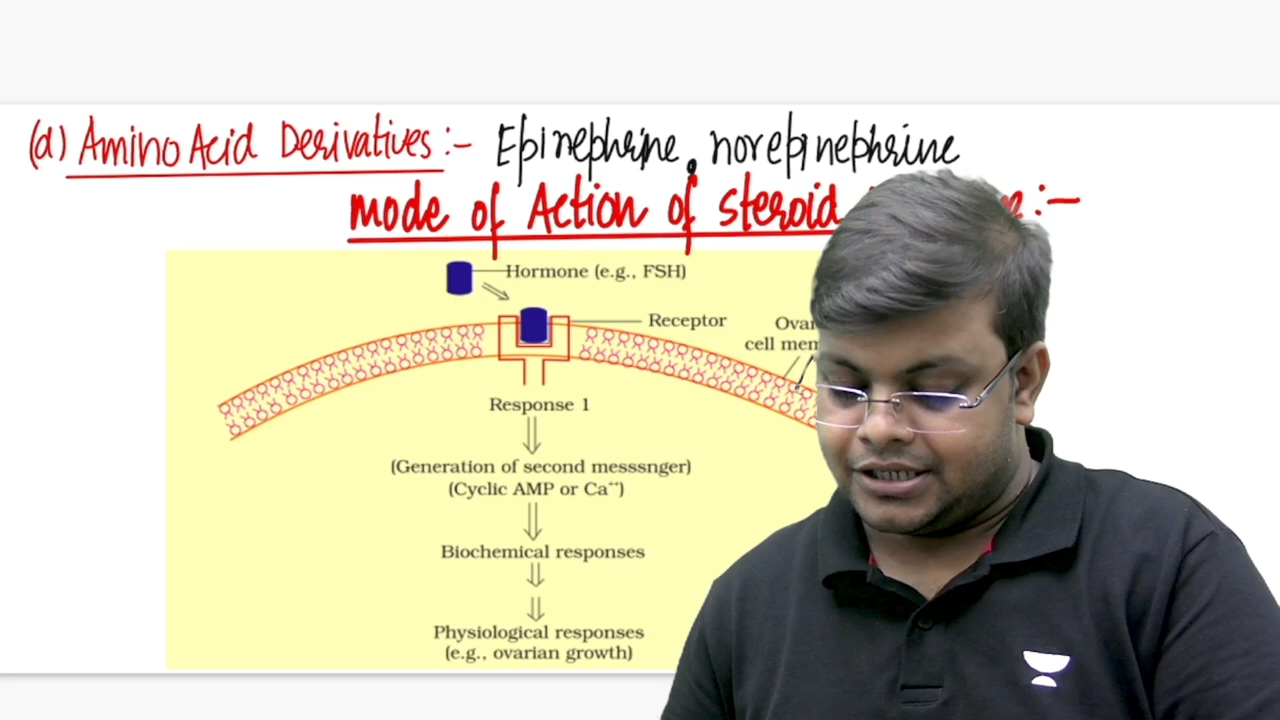 (d) Amino Acid Derivatives :- Epinephrine, norepinephrine
mode of Action of steroid :-
Hormone (e.g., FSH)
Receptor
Response 1
(Generation of second messsnger)
(Cyclic AMP or Ca⁺⁺)
Biochemical responses
Physiological responses
(e.g., ovarian growth)